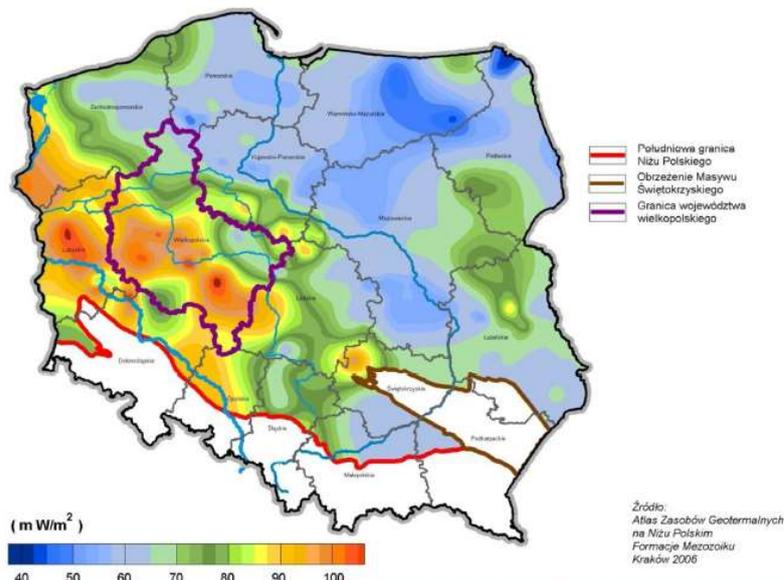 Pomorskie
Zachodniopomorskie
Warmińsko-Mazurskie
Kujawsko-Pomorskie
Podlaskie
Mazowieckie
Wielkopolskie
Lubuskie
Łódzkie
Lubelskie
Dolnośląskie
Opolskie
Świętokrzyskie
Śląskie
Podkarpackie
Małopolskie
Południowa granica
Niżu Polskiego
Obrzeżenie Masywu
Świętokrzyskiego
Granica województwa
wielkopolskiego
( m W/m² )
40 50 60 70 80 90 100
Źródło:
Atlas Zasobów Geotermalnych
na Niżu Polskim
Formacje Mezozoiku
Kraków 2006